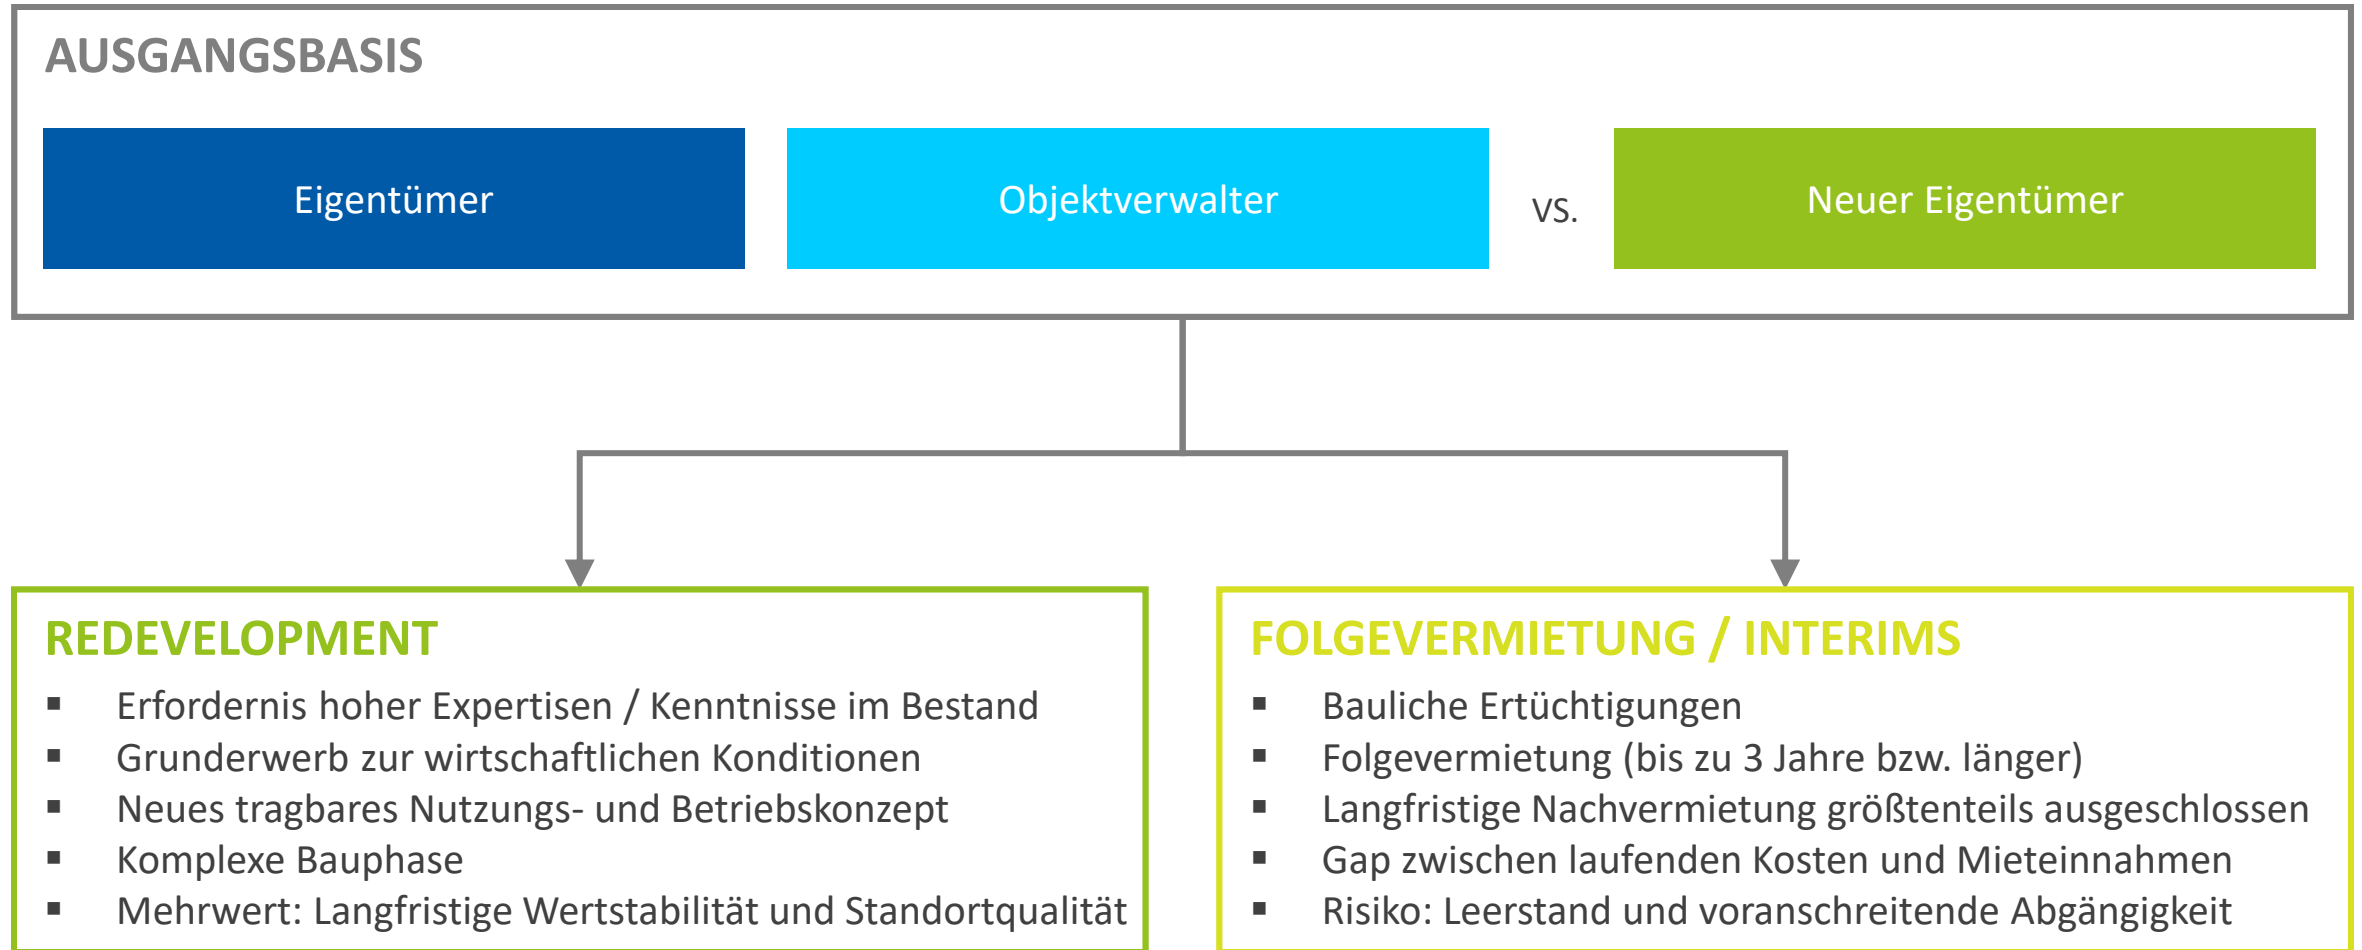 AUSGANGSBASIS
Eigentümer
Objektverwalter
VS.
Neuer Eigentümer
REDEVELOPMENT
▪ Erfordernis hoher Expertisen / Kenntnisse im Bestand
▪ Grunderwerb zur wirtschaftlichen Konditionen
▪ Neues tragbares Nutzungs- und Betriebskonzept
▪ Komplexe Bauphase
▪ Mehrwert: Langfristige Wertstabilität und Standortqualität
FOLGEVERMIETUNG / INTERIMS
▪ Bauliche Ertüchtigungen
▪ Folgevermietung (bis zu 3 Jahre bzw. länger)
▪ Langfristige Nachvermietung größtenteils ausgeschlossen
▪ Gap zwischen laufenden Kosten und Mieteinnahmen
▪ Risiko: Leerstand und voranschreitende Abgängigkeit